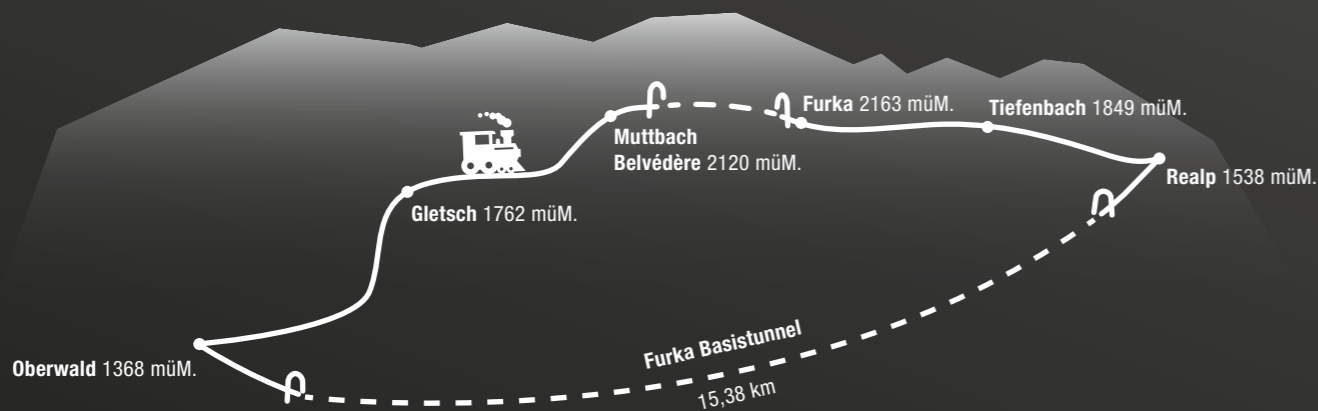 Furka 2163 müM.
Tiefenbach 1849 müM.
Muttbach
Belvédère 2120 müM.
Realp 1538 müM.
Gletsch 1762 müM.
Furka Basistunnel
15,38 km
Oberwald 1368 müM.